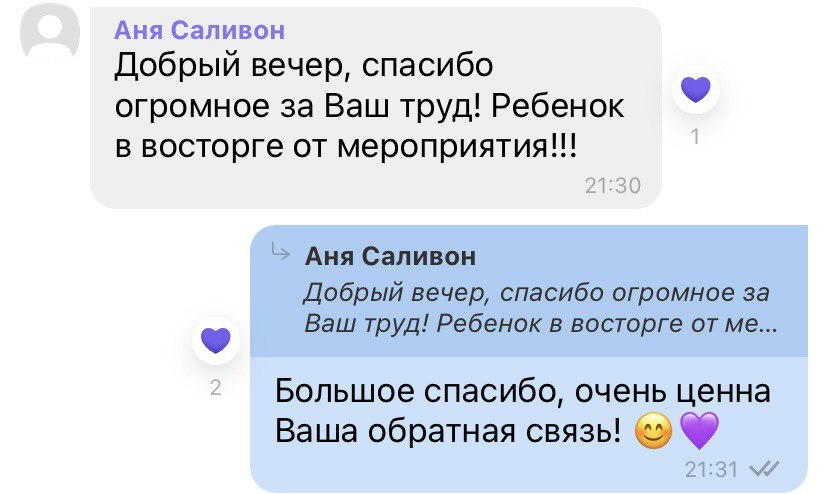 Аня Саливон
Добрый вечер, спасибо
огромное за Ваш труд! Ребенок
в восторге от мероприятия!!!
21:30
1
Аня Саливон
Добрый вечер, спасибо огромное за
Ваш труд! Ребенок в восторге от ме...
2
Большое спасибо, очень ценна
Ваша обратная связь! 😊💜
21:31